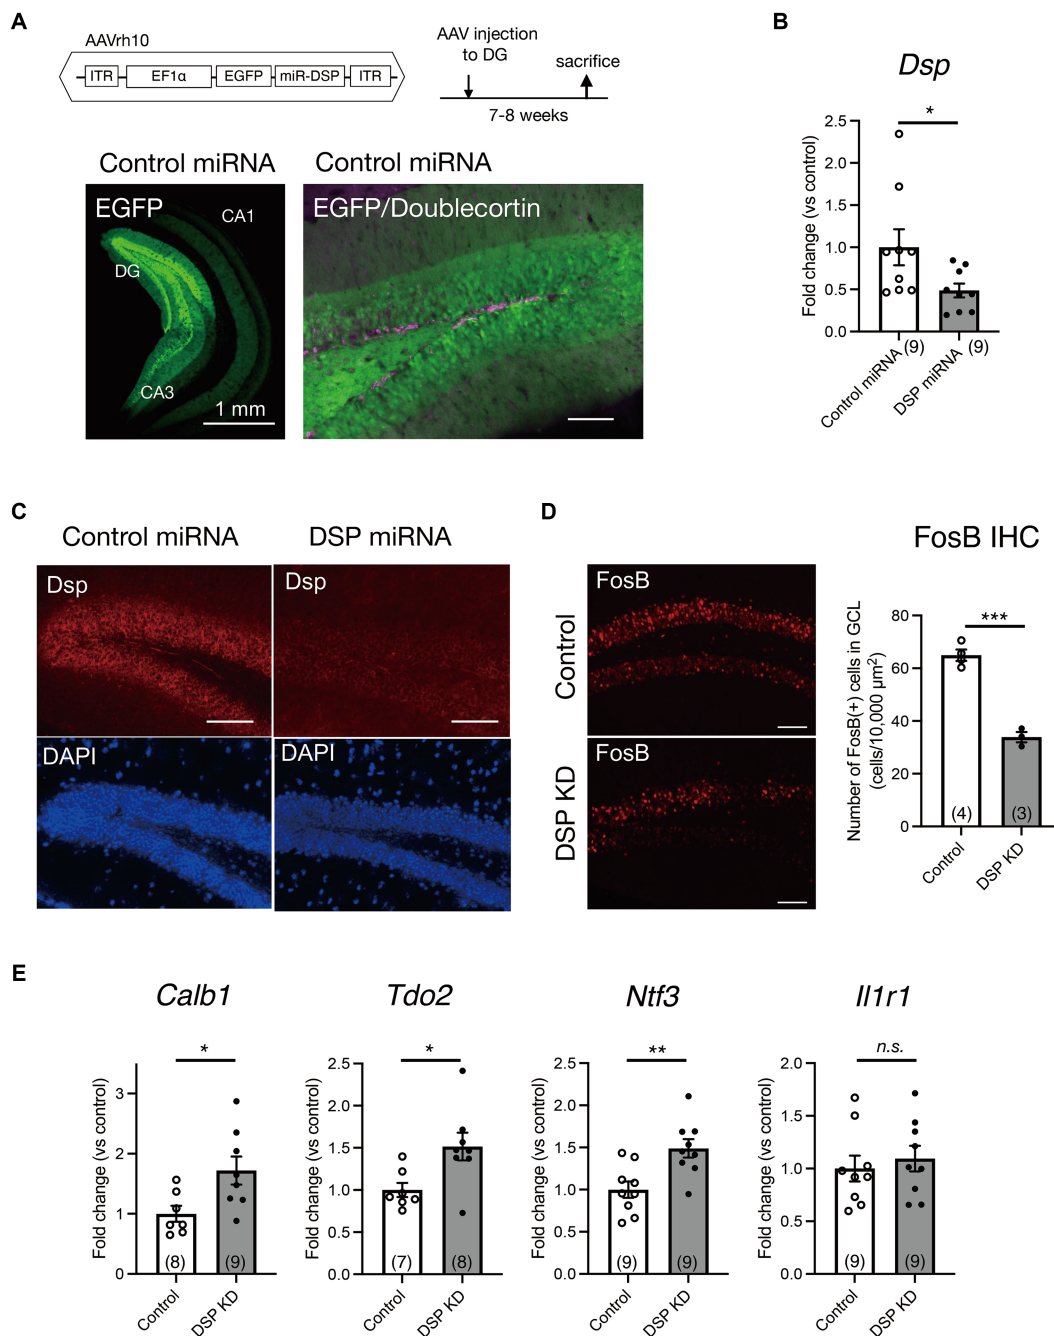 A
AAVrh10
ITR EF1α EGFP miR-DSP ITR
AAV injection
to DG
sacrifice
7-8 weeks
Control miRNA
EGFP
CA1
DG
CA3
1 mm
Control miRNA
EGFP/Doublecortin
B
Dsp
*
Fold change (vs control)
2.5
2.0
1.5
1.0
0.5
0.0
Control miRNA (9)
DSP miRNA (9)
C
Control miRNA
DSP miRNA
Dsp
Dsp
DAPI
DAPI
D
Control
FosB
DSP KD
FosB
FosB IHC
***
Number of FosB(+) cells in GCL
(cells/10,000 µm²)
80
60
40
20
0
(4)
(3)
Control
DSP KD
E
Calb1
*
Fold change (vs control)
3
2
1
0
(8)
(9)
Control
DSP KD
Tdo2
*
Fold change (vs control)
2.5
2.0
1.5
1.0
0.5
0.0
(7)
(8)
Control
DSP KD
Ntf3
**
Fold change (vs control)
2.5
2.0
1.5
1.0
0.5
0.0
(9)
(9)
Control
DSP KD
Il1r1
n.s.
Fold change (vs control)
2.0
1.5
1.0
0.5
0.0
(9)
(9)
Control
DSP KD